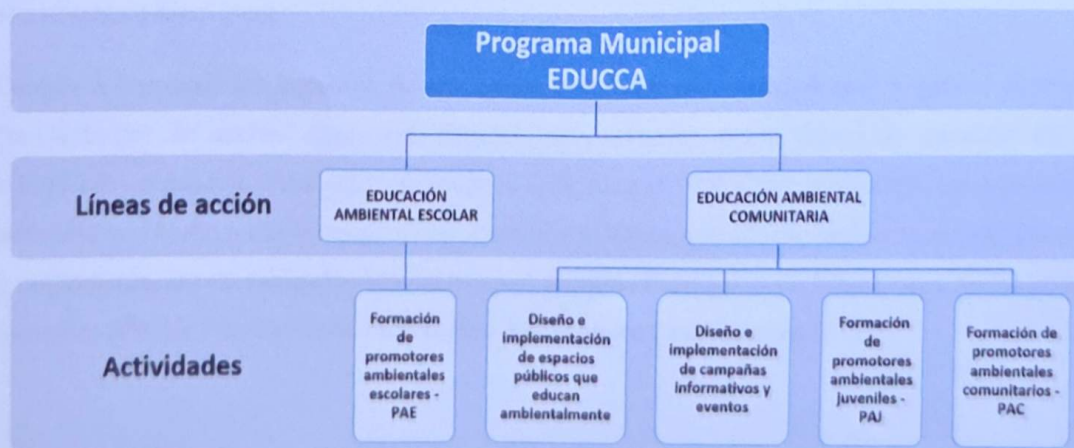 Programa Municipal
EDUCCA
Líneas de acción
EDUCACIÓN
AMBIENTAL ESCOLAR
EDUCACIÓN AMBIENTAL
COMUNITARIA
Actividades
Formación
de
promotores
ambientales
escolares -
PAE
Diseño e
implementación
de espacios
públicos que
educan
ambientalmente
Diseño e
implementación
de campañas
informativos y
eventos
Formación
de
promotores
ambientales
juveniles -
PAJ
Formación de
promotores
ambientales
comunitarios -
PAC